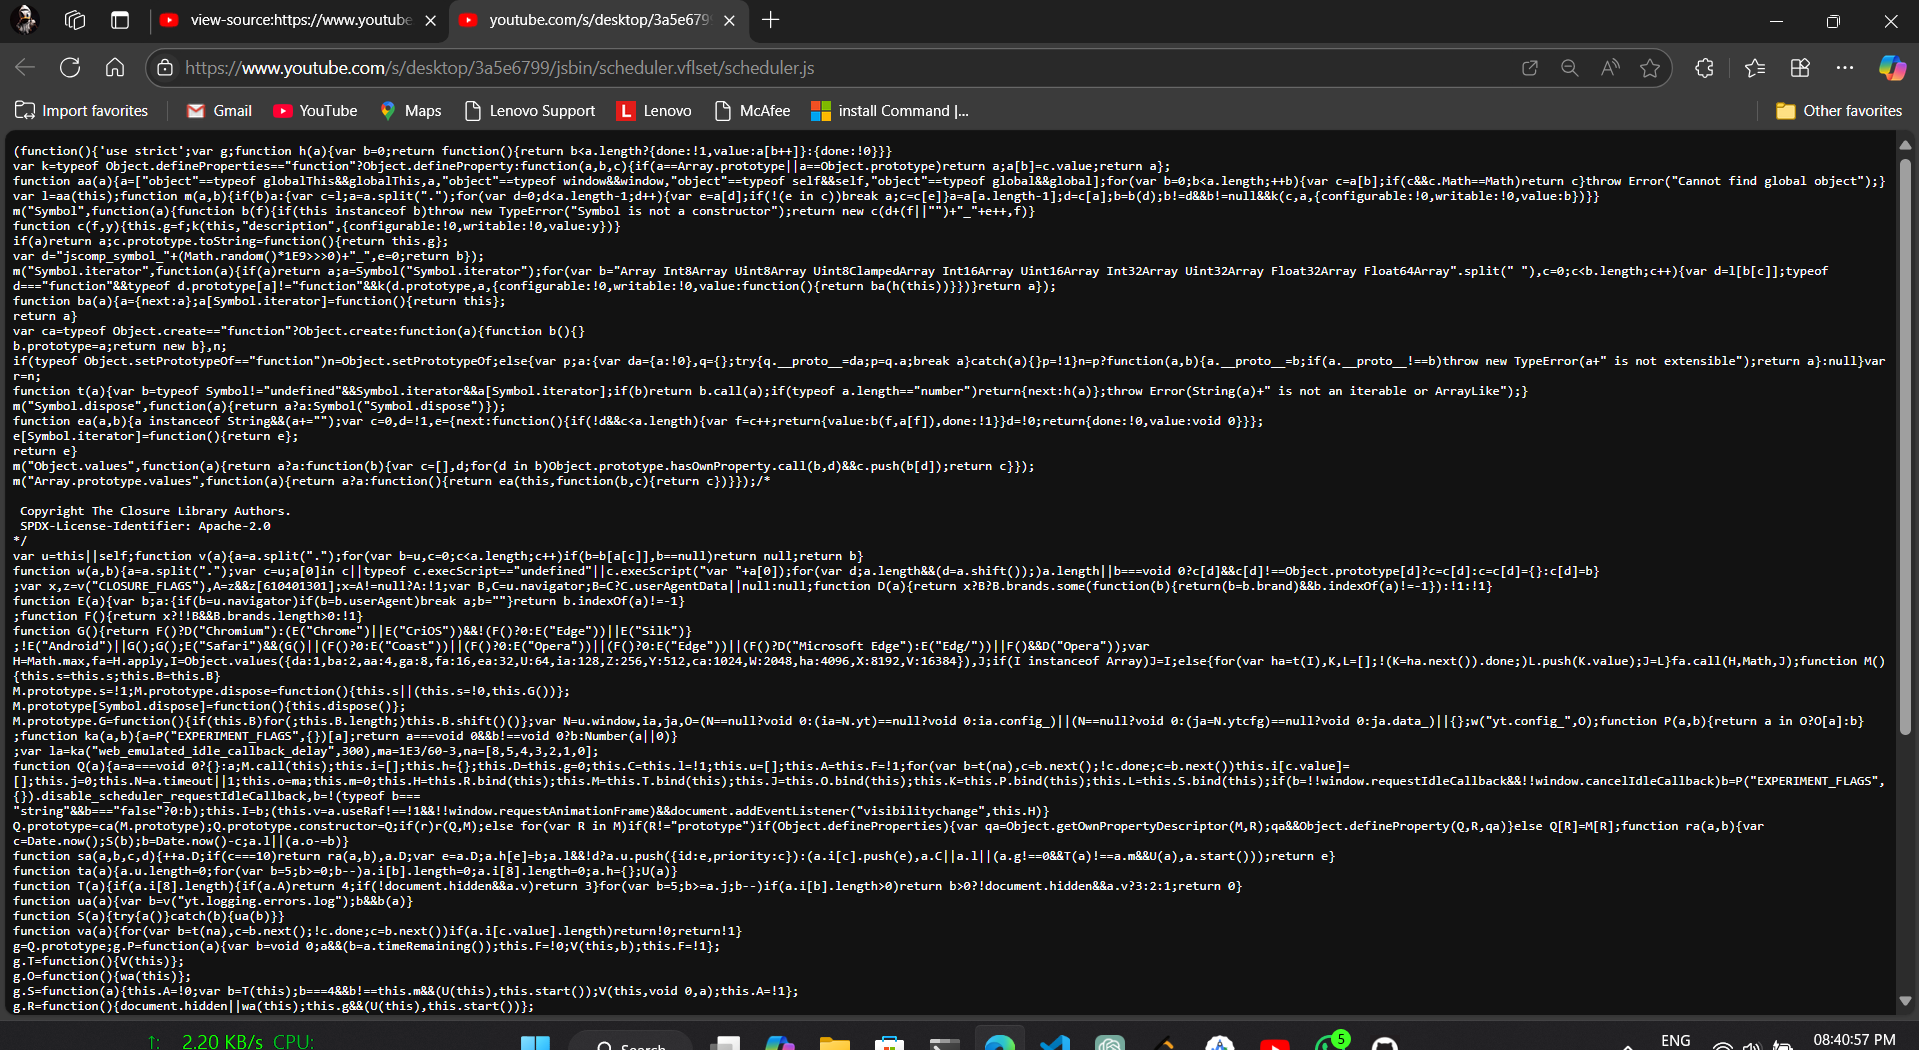 view-source:https://www.youtube
youtube.com/s/desktop/3a5e6799
https://www.youtube.com/s/desktop/3a5e6799/jsbin/scheduler.vflset/scheduler.js
Import favorites
Gmail
YouTube
Maps
Lenovo Support
L Lenovo
McAfee
install Command |...
Other favorites
(function(){'use strict';var g;function h(a){var b=0;return function(){return b<a.length?{done:!1,value:a[b++]}:{done:!0}}}
var k=typeof Object.defineProperties=="function"?Object.defineProperty:function(a,b,c){if(a==Array.prototype||a==Object.prototype)return a;a[b]=c.value;return a};
function aa(a){a=["object"==typeof globalThis&&globalThis,a,"object"==typeof window&&window,"object"==typeof self&&self,"object"==typeof global&&global];for(var b=0;b<a.length;++b){var c=a[b];if(c&&c.Math==Math)return c}throw Error("Cannot find global object");}
var l=aa(this);function m(a,b){if(b)a:{var c=l;a=a.split(".");for(var d=0;d<a.length-1;d++){var e=a[d];if(!(e in c))break a;c=c[e]}a=a[a.length-1];d=c[a];b=b(d);b!=d&&b!=null&&k(c,a,{configurable:!0,writable:!0,value:b})}}
m("Symbol",function(a){function b(f){if(this instanceof b)throw new TypeError("Symbol is not a constructor");return new c(d+(f||"")+"_"+e++,f)}
function c(f,y){this.g=f;k(this,"description",{configurable:!0,writable:!0,value:y})}
if(a)return a;c.prototype.toString=function(){return this.g};
var d="jscomp_symbol_"+(Math.random()*1E9>>>0)+"_",e=0;return b});
m("Symbol.iterator",function(a){if(a)return a;a=Symbol("Symbol.iterator");for(var b="Array Int8Array Uint8Array Uint8ClampedArray Int16Array Uint16Array Int32Array Uint32Array Float32Array Float64Array".split(" "),c=0;c<b.length;c++){var d=l[b[c]];typeof
d==="function"&&typeof d.prototype[a]!="function"&&k(d.prototype,a,{configurable:!0,writable:!0,value:function(){return ba(h(this))}})}return a});
function ba(a){a={next:a};a[Symbol.iterator]=function(){return this};
return a}
var ca=typeof Object.create=="function"?Object.create:function(a){function b(){}
b.prototype=a;return new b},n;
if(typeof Object.setPrototypeOf=="function")n=Object.setPrototypeOf;else{var p;a:{var da={a:!0},q={};try{q.__proto__=da;p=q.a;break a}catch(a){}p=!1}n=p?function(a,b){a.__proto__=b;if(a.__proto__!==b)throw new TypeError(a+" is not extensible");return a}:null}var
r=n;
function t(a){var b=typeof Symbol!="undefined"&&Symbol.iterator&&a[Symbol.iterator];if(b)return b.call(a);if(typeof a.length=="number")return{next:h(a)};throw Error(String(a)+" is not an iterable or ArrayLike");}
m("Symbol.dispose",function(a){return a?a:Symbol("Symbol.dispose")});
function ea(a,b){a instanceof String&&(a+="");var c=0,d=!1,e={next:function(){if(!d&&c<a.length){var f=c++;return{value:b(f,a[f]),done:!1}}d=!0;return{done:!0,value:void 0}}};
e[Symbol.iterator]=function(){return e};
return e}
m("Object.values",function(a){return a?a:function(b){var c=[],d;for(d in b)Object.prototype.hasOwnProperty.call(b,d)&&c.push(b[d]);return c}});
m("Array.prototype.values",function(a){return a?a:function(){return ea(this,function(b,c){return c})}});/*
Copyright The Closure Library Authors.
SPDX-License-Identifier: Apache-2.0
*/
var u=this||self;function v(a){a=a.split(".");for(var b=u,c=0;c<a.length;c++)if(b=b[a[c]],b==null)return null;return b}
function w(a,b){a=a.split(".");var c=u;a[0]in c||typeof c.execScript=="undefined"||c.execScript("var "+a[0]);for(var d;a.length&&(d=a.shift());)a.length||b===void 0?c[d]&&c[d]!==Object.prototype[d]?c=c[d]:c=c[d]={}:c[d]=b}
;var x,z=v("CLOSURE_FLAGS"),A=z&&z[610401301];x=A!=null?A:!1;var B,C=u.navigator;B=C?C.userAgentData||null:null;function D(a){return x?B?B.brands.some(function(b){return(b=b.brand)&&b.indexOf(a)!=-1}):!1:!1}
function E(a){var b;a:{if(b=u.navigator)if(b=b.userAgent)break a;b=""}return b.indexOf(a)!=-1}
;function F(){return x?!!B&&B.brands.length>0:!1}
function G(){return F()?D("Chromium"):(E("Chrome")||E("CriOS"))&&!(F()?0:E("Edge"))||E("Silk")}
;!E("Android")||G();G();E("Safari")&&(G()||(F()?0:E("Coast"))||(F()?0:E("Opera"))||(F()?0:E("Edge"))||(F()?D("Microsoft Edge"):E("Edg/"))||F()&&D("Opera"));var
H=Math.max,fa=H.apply,I=Object.values({da:1,ba:2,aa:4,ga:8,fa:16,ea:32,U:64,ia:128,Z:256,Y:512,ca:1024,W:2048,ha:4096,X:8192,V:16384}),J;if(I instanceof Array)J=I;else{for(var ha=t(I),K,L=[];!(K=ha.next()).done;)L.push(K.value);J=L}fa.call(H,Math,J);function M()
{this.s=this.s;this.B=this.B}
M.prototype.s=!1;M.prototype.dispose=function(){this.s||(this.s=!0,this.G())};
M.prototype[Symbol.dispose]=function(){this.dispose()};
M.prototype.G=function(){if(this.B)for(;this.B.length;)this.B.shift()()};var N=u.window,ia,ja,O=(N==null?void 0:(ia=N.yt)==null?void 0:ia.config_)||(N==null?void 0:(ja=N.ytcfg)==null?void 0:ja.data_)||{};w("yt.config_",O);function P(a,b){return a in O?O[a]:b}
;function ka(a,b){a=P("EXPERIMENT_FLAGS",{})[a];return a===void 0&&b!==void 0?b:Number(a||0)}
;var la=ka("web_emulated_idle_callback_delay",300),ma=1E3/60-3,na=[8,5,4,3,2,1,0];
function Q(a){a=a===void 0?{}:a;M.call(this);this.i=[];this.h={};this.D=this.g=0;this.C=this.l=!1;this.u=[];this.A=this.F=!1;for(var b=t(na),c=b.next();!c.done;c=b.next())this.i[c.value]=
[];this.j=0;this.N=a.timeout||1;this.o=ma;this.m=0;this.H=this.R.bind(this);this.M=this.T.bind(this);this.J=this.O.bind(this);this.K=this.P.bind(this);this.L=this.S.bind(this);if(b=!!window.requestIdleCallback&&!!window.cancelIdleCallback)b=P("EXPERIMENT_FLAGS",
{}).disable_scheduler_requestIdleCallback,b=!(typeof b===
"string"&&b==="false"?0:b);this.I=b;(this.v=a.useRaf!==!1&&!!window.requestAnimationFrame)&&document.addEventListener("visibilitychange",this.H)}
Q.prototype=ca(M.prototype);Q.prototype.constructor=Q;if(r)r(Q,M);else for(var R in M)if(R!="prototype")if(Object.defineProperties){var qa=Object.getOwnPropertyDescriptor(M,R);qa&&Object.defineProperty(Q,R,qa)}else Q[R]=M[R];function ra(a,b){var
c=Date.now();S(b);b=Date.now()-c;a.l||(a.o-=b)}
function sa(a,b,c,d){++a.D;if(c===10)return ra(a,b),a.D;var e=a.D;a.h[e]=b;a.l&&!d?a.u.push({id:e,priority:c}):(a.i[c].push(e),a.C||a.l||(a.g!==0&&T(a)!==a.m&&U(a),a.start()));return e}
function ta(a){a.u.length=0;for(var b=5;b>=0;b--)a.i[b].length=0;a.i[8].length=0;a.h={};U(a)}
function T(a){if(a.i[8].length){if(a.A)return 4;if(!document.hidden&&a.v)return 3}for(var b=5;b>=a.j;b--)if(a.i[b].length>0)return b>0?!document.hidden&&a.v?3:2:1;return 0}
function ua(a){var b=v("yt.logging.errors.log");b&&b(a)}
function S(a){try{a()}catch(b){ua(b)}}
function va(a){for(var b=t(na),c=b.next();!c.done;c=b.next())if(a.i[c.value].length)return!0;return!1}
g=Q.prototype;g.P=function(a){var b=void 0;a&&(b=a.timeRemaining());this.F=!0;V(this,b);this.F=!1};
g.T=function(){V(this)};
g.O=function(){wa(this)};
g.S=function(a){this.A=!0;var b=T(this);b===4&&b!==this.m&&(U(this),this.start());V(this,void 0,a);this.A=!1};
g.R=function(){document.hidden||wa(this);this.g&&(U(this),this.start())};
↑: 2.20 KB/s CPU:
Search
5
ENG
08:40:57 PM